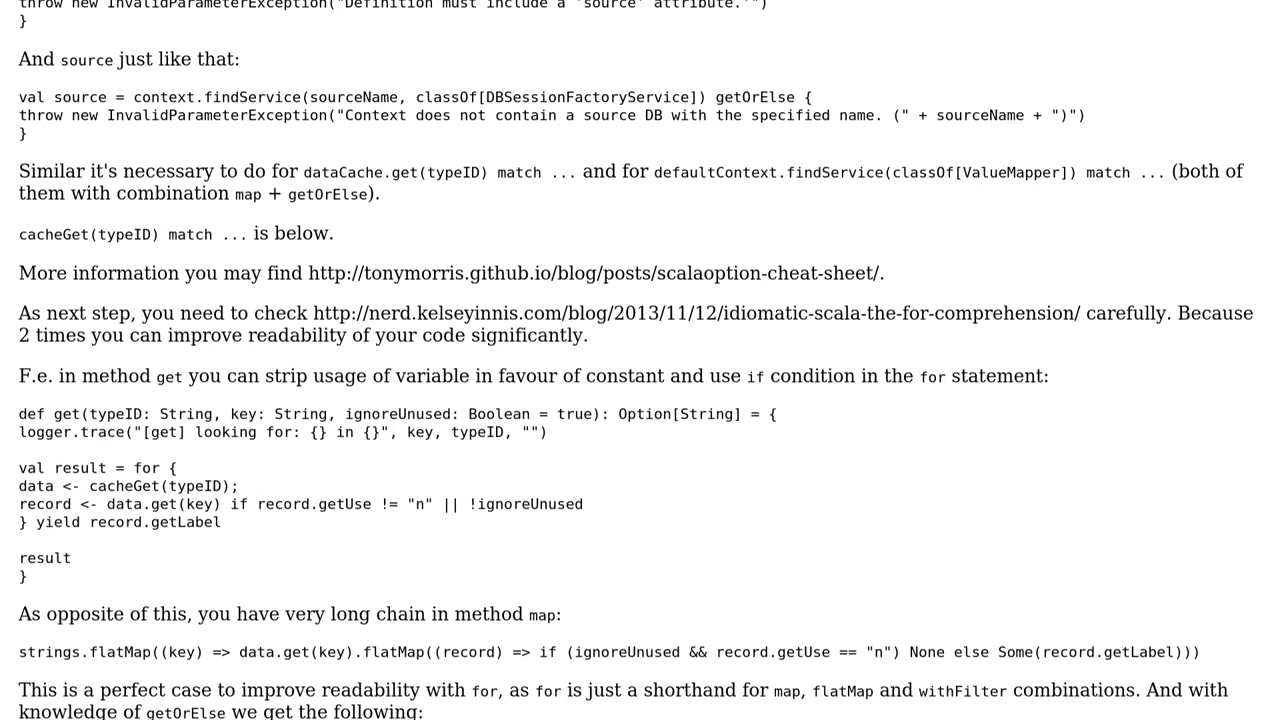 throw new InvalidParameterException("Definition must include a 'source' attribute.'")
}
And source just like that:
val source = context.findService(sourceName, classOf[DBSessionFactoryService]) getOrElse {
throw new InvalidParameterException("Context does not contain a source DB with the specified name. (" + sourceName + ")")
}
Similar it's necessary to do for dataCache.get(typeID) match ... and for defaultContext.findService(classOf[ValueMapper]) match ... (both of
them with combination map + getOrElse).
cacheGet(typeID) match ... is below.
More information you may find http://tonymorris.github.io/blog/posts/scalaoption-cheat-sheet/.
As next step, you need to check http://nerd.kelseyinnis.com/blog/2013/11/12/idiomatic-scala-the-for-comprehension/ carefully. Because
2 times you can improve readability of your code significantly.
F.e. in method get you can strip usage of variable in favour of constant and use if condition in the for statement:
def get(typeID: String, key: String, ignoreUnused: Boolean = true): Option[String] = {
logger.trace("[get] looking for: {} in {}", key, typeID, "")
val result = for {
data <- cacheGet(typeID);
record <- data.get(key) if record.getUse != "n" || !ignoreUnused
} yield record.getLabel
result
}
As opposite of this, you have very long chain in method map:
strings.flatMap((key) => data.get(key).flatMap((record) => if (ignoreUnused && record.getUse == "n") None else Some(record.getLabel)))
This is a perfect case to improve readability with for, as for is just a shorthand for map, flatMap and withFilter combinations. And with
knowledge of getOrElse we get the following: